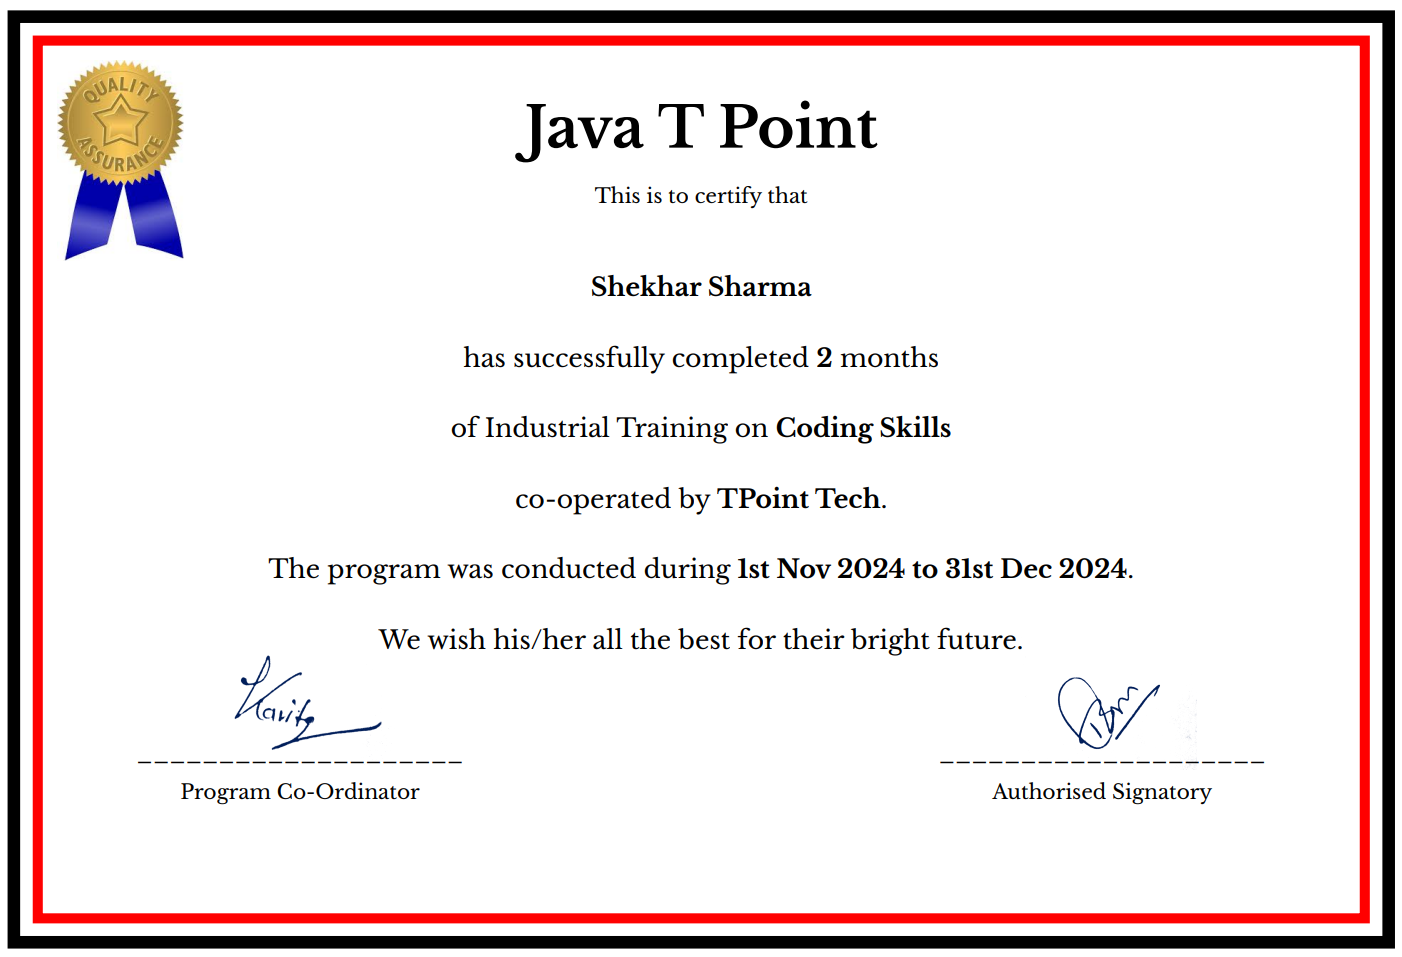 QUALITY
ASSURANCE
Java T Point
This is to certify that
Shekhar Sharma
has successfully completed 2 months
of Industrial Training on Coding Skills
co-operated by TPoint Tech.
The program was conducted during 1st Nov 2024 to 31st Dec 2024.
We wish his/her all the best for their bright future.
Kavita
Program Co-Ordinator
Authorised Signatory